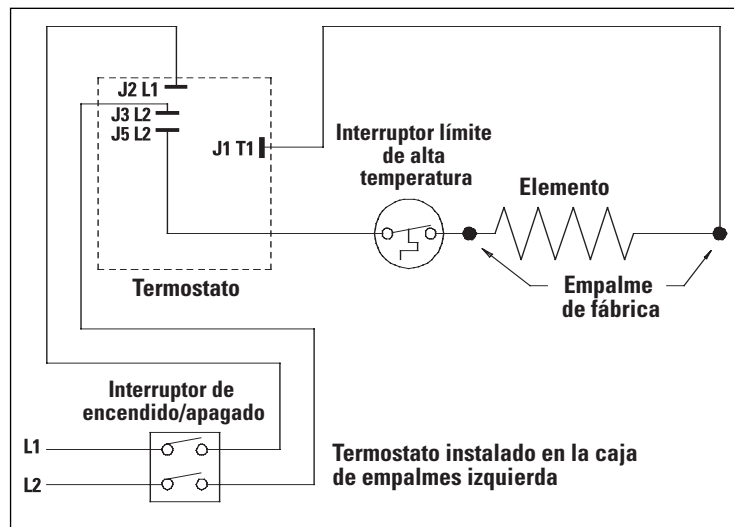 J2 L1
J3 L2
J5 L2
J1 T1
Interruptor límite
de alta
temperatura
Elemento
Termostato
Empalme
de fábrica
Interruptor de
encendido/apagado
L1
L2
Termostato instalado en la caja
de empalmes izquierda